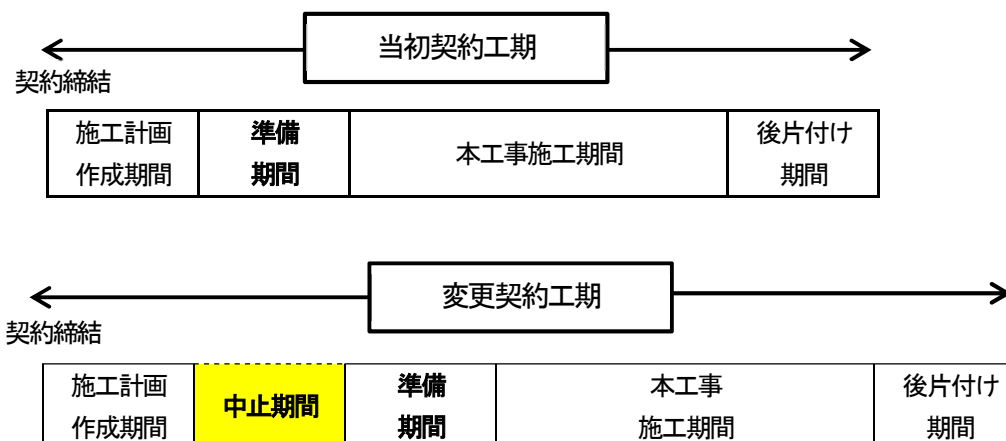 当初契約工期
契約締結
施工計画
作成期間
準備
期間
本工事施工期間
後片付け
期間
変更契約工期
契約締結
施工計画
作成期間
中止期間
準備
期間
本工事
施工期間
後片付け
期間